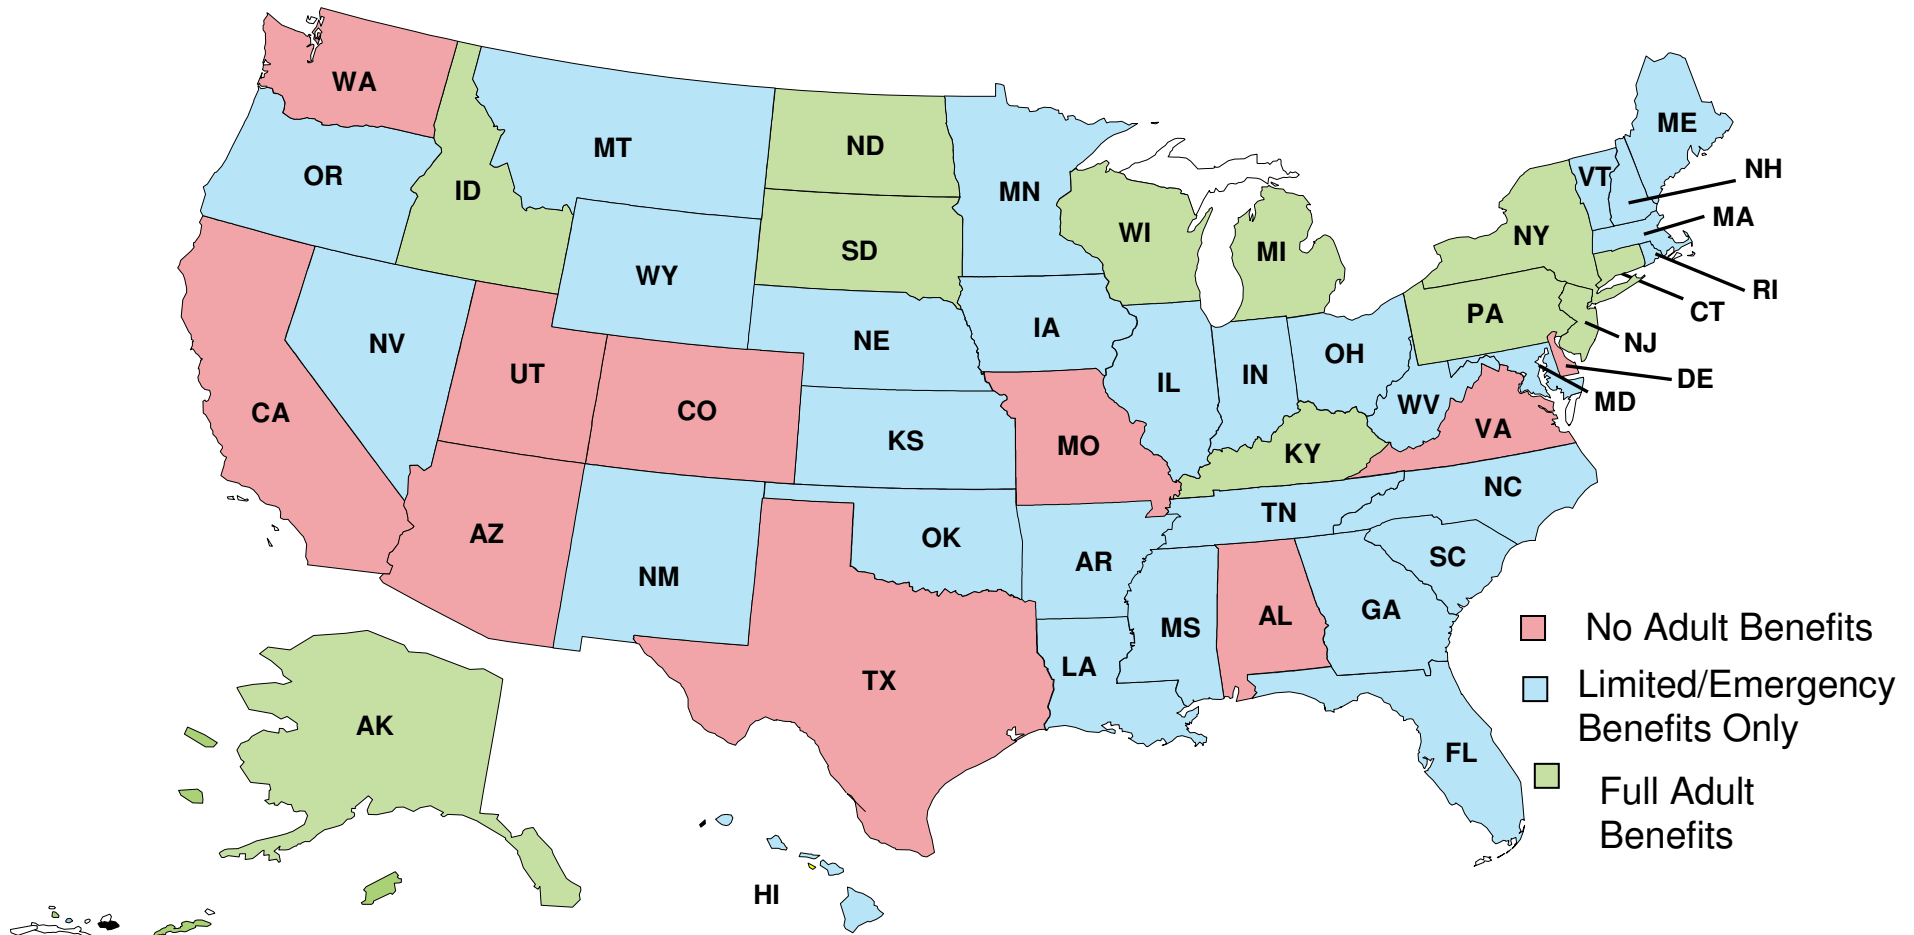 WA
MT
ND
MN
ME
OR
ID
SD
WI
MI
NY
VT
NH
MA
RI
CT
WY
NV
NE
IA
PA
NJ
UT
CO
KS
MO
IL
IN
OH
WV
DE
MD
CA
KY
VA
AZ
NM
OK
AR
TN
NC
SC
TX
LA
MS
AL
GA
FL
AK
HI
No Adult Benefits
Limited/Emergency
Benefits Only
Full Adult
Benefits